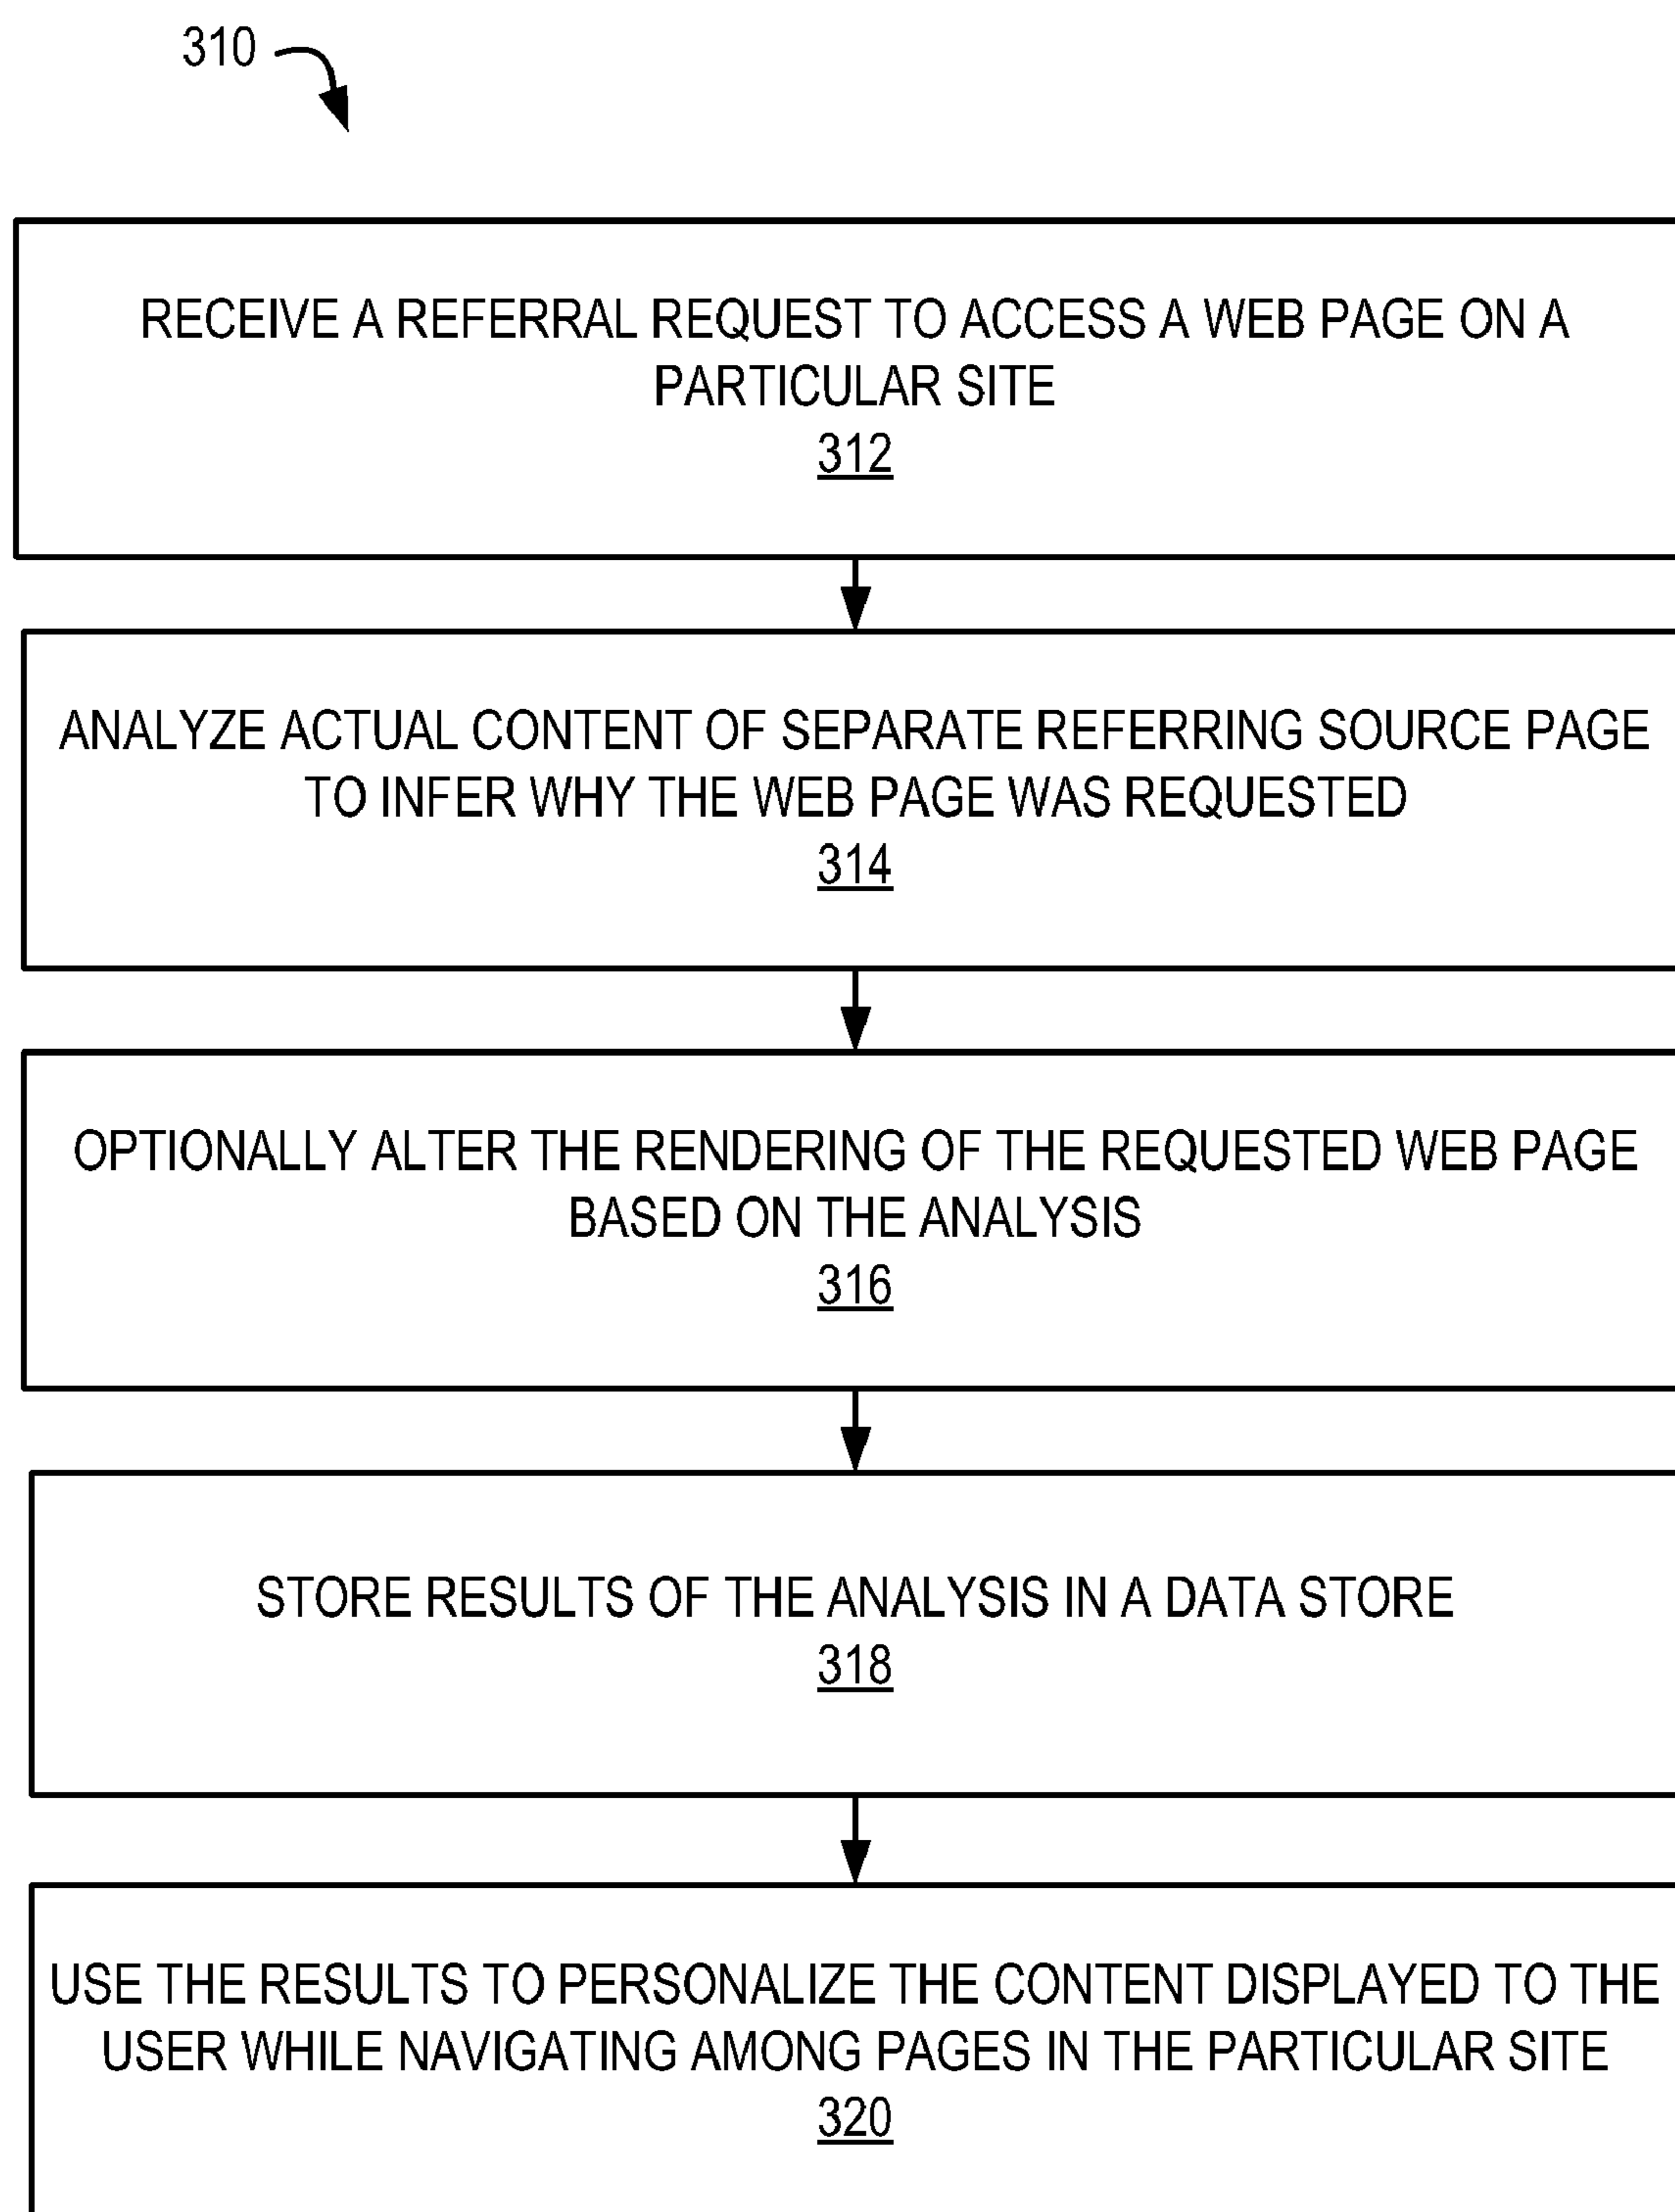 310
RECEIVE A REFERRAL REQUEST TO ACCESS A WEB PAGE ON A
PARTICULAR SITE
312
ANALYZE ACTUAL CONTENT OF SEPARATE REFERRING SOURCE PAGE
TO INFER WHY THE WEB PAGE WAS REQUESTED
314
OPTIONALLY ALTER THE RENDERING OF THE REQUESTED WEB PAGE
BASED ON THE ANALYSIS
316
STORE RESULTS OF THE ANALYSIS IN A DATA STORE
318
USE THE RESULTS TO PERSONALIZE THE CONTENT DISPLAYED TO THE
USER WHILE NAVIGATING AMONG PAGES IN THE PARTICULAR SITE
320